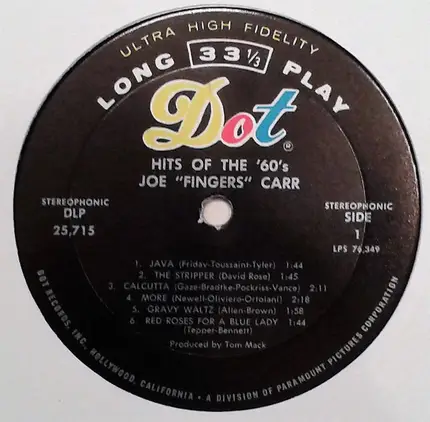 ULTRA HIGH FIDELITY
LONG 33 1/3 PLAY
Dot®
HITS OF THE '60's
JOE "FINGERS" CARR
STEREOPHONIC
DLP
25,715
STEREOPHONIC
SIDE
1
LPS 76,349
1. JAVA (Friday-Toussaint-Tyler) 1:44
2. THE STRIPPER (David Rose) 1:45
3. CALCUTTA (Gaze-Bradtke-Pockriss-Vance) 2:11
4. MORE (Newell-Oliviero-Ortolani) 2:18
5. GRAVY WALTZ (Allen-Brown) 1:58
6. RED ROSES FOR A BLUE LADY 1:44
(Tepper-Bennett)
Produced by Tom Mack
DOT RECORDS, INC. HOLLYWOOD, CALIFORNIA • A DIVISION OF PARAMOUNT PICTURES CORPORATION